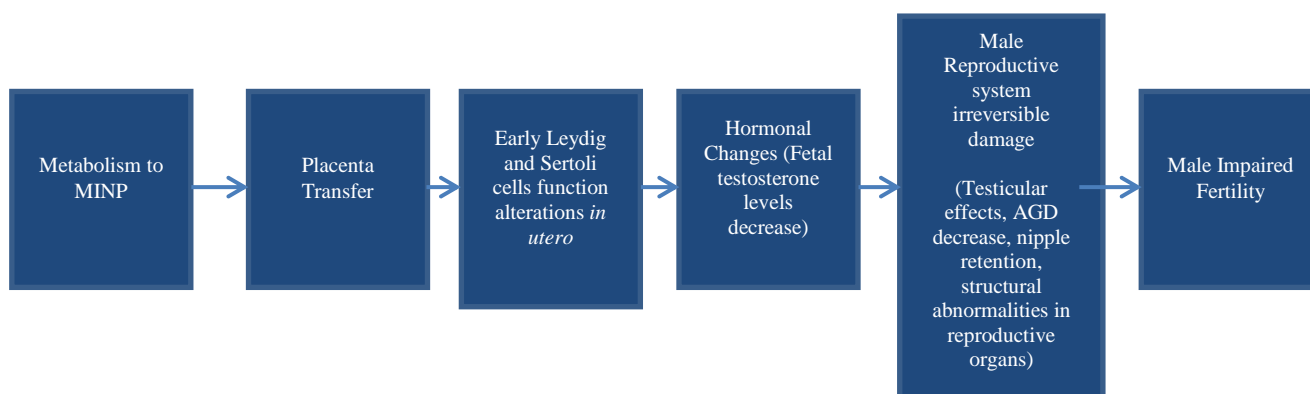 Metabolism to
MINP
Placenta
Transfer
Early Leydig
and Sertoli
cells function
alterations in
utero
Hormonal
Changes (Fetal
testosterone
levels
decrease)
Male
Reproductive
system
irreversible
damage
(Testicular
effects, AGD
decrease, nipple
retention,
structural
abnormalities in
reproductive
organs)
Male Impaired
Fertility